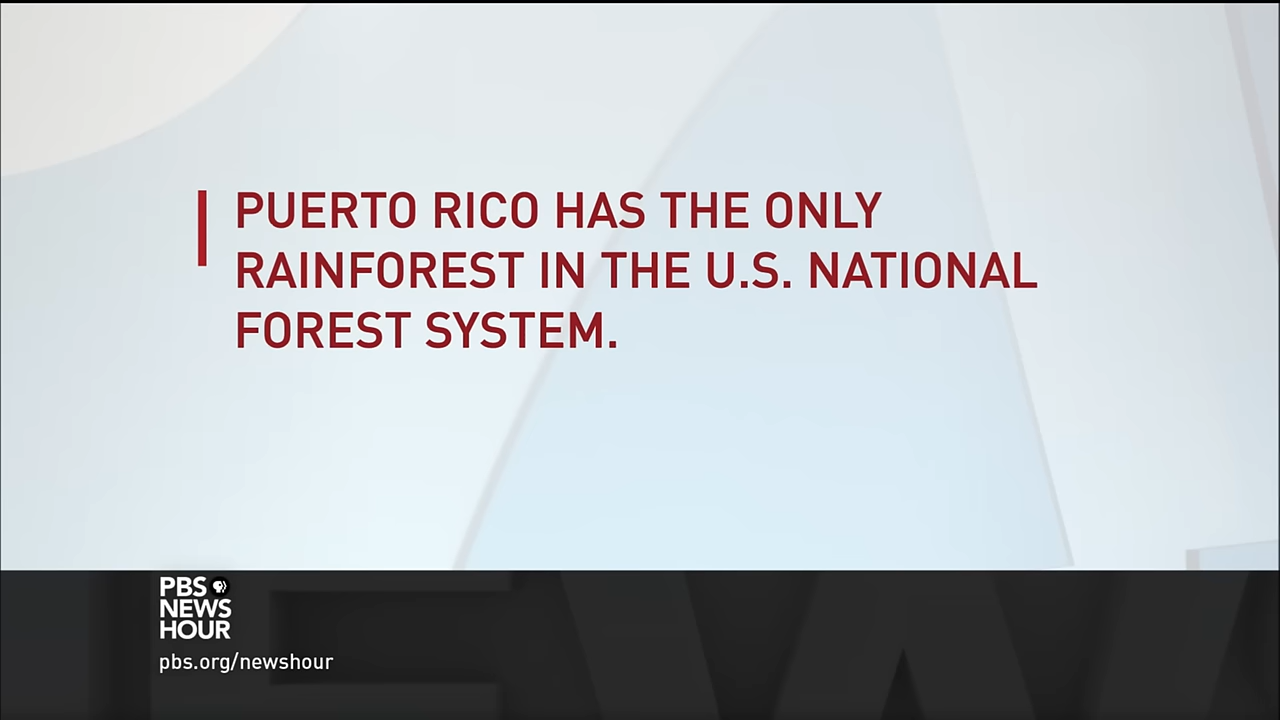 PUERTO RICO HAS THE ONLY
RAINFOREST IN THE U.S. NATIONAL
FOREST SYSTEM.
PBS
NEWS
HOUR
pbs.org/newshour